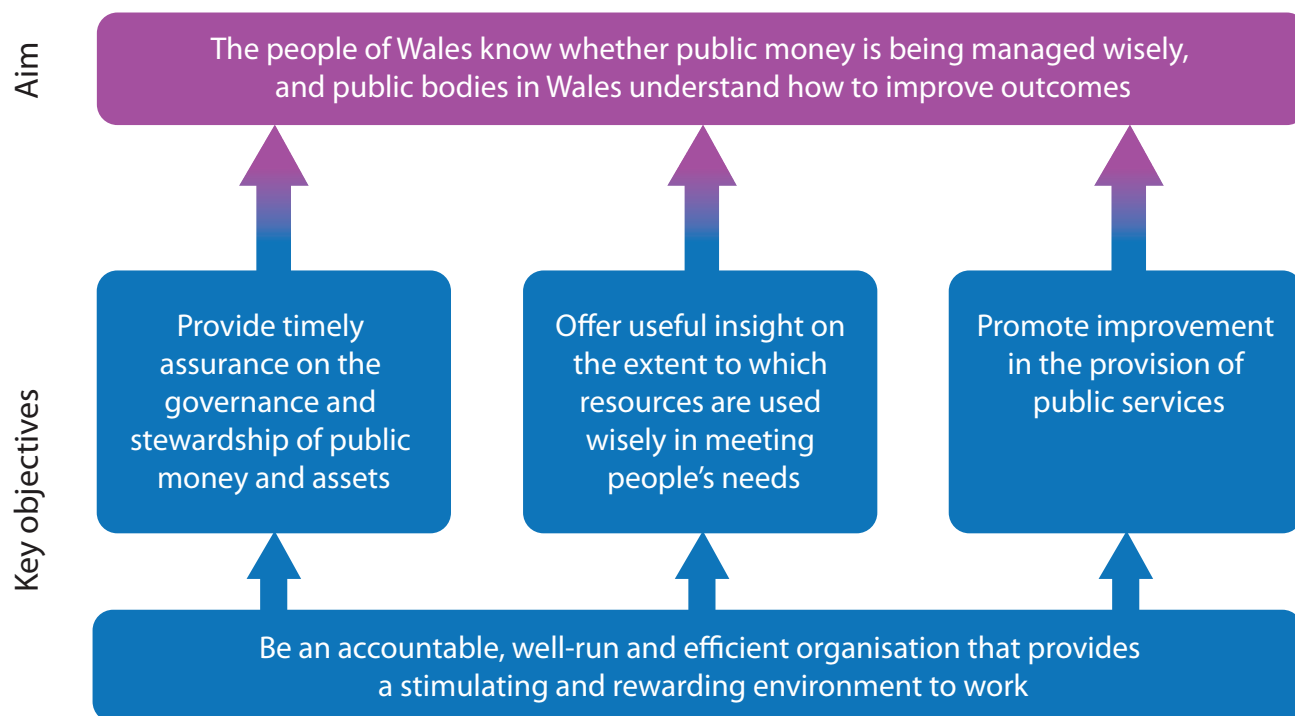 Aim
The people of Wales know whether public money is being managed wisely,
and public bodies in Wales understand how to improve outcomes
Key objectives
Provide timely
assurance on the
governance and
stewardship of public
money and assets
Offer useful insight on
the extent to which
resources are used
wisely in meeting
people’s needs
Promote improvement
in the provision of
public services
Be an accountable, well-run and efficient organisation that provides
a stimulating and rewarding environment to work